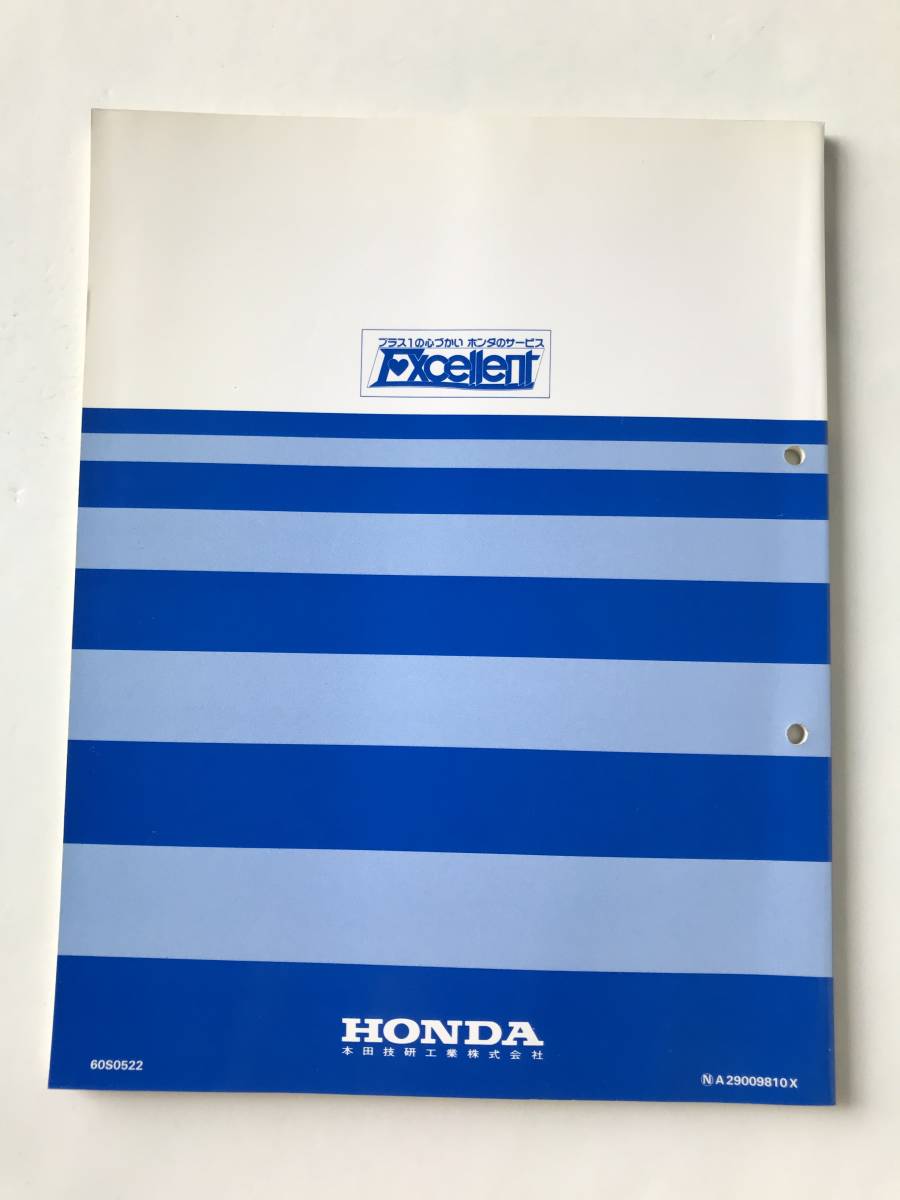 プラス1の心づかい ホンダのサービス
Excellent
HONDA
本田技研工業株式会社
60S0522
Ⓝ A29009810X